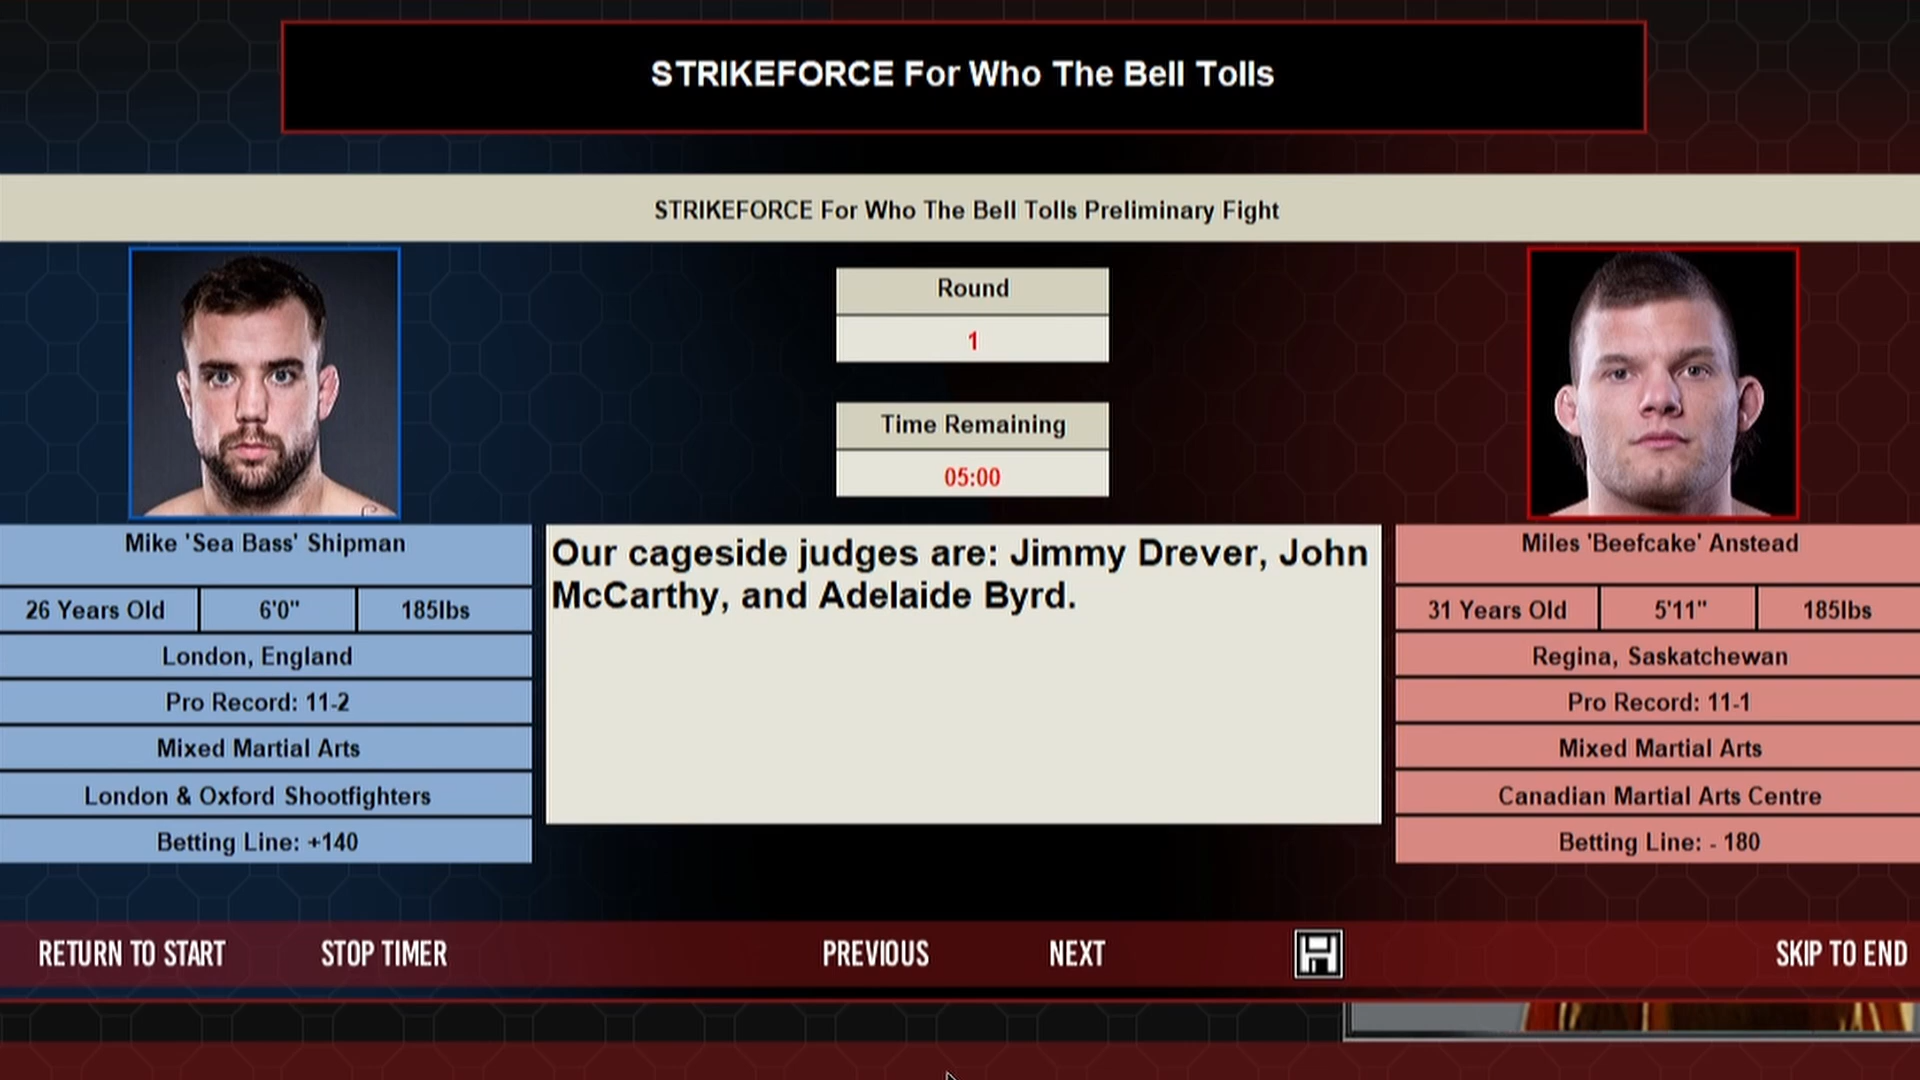 STRIKEFORCE For Who The Bell Tolls
STRIKEFORCE For Who The Bell Tolls Preliminary Fight
Round
1
Time Remaining
05:00
Mike 'Sea Bass' Shipman
26 Years Old
6'0"
185lbs
London, England
Pro Record: 11-2
Mixed Martial Arts
London & Oxford Shootfighters
Betting Line: +140
Our cageside judges are: Jimmy Drever, John
McCarthy, and Adelaide Byrd.
Miles 'Beefcake' Anstead
31 Years Old
5'11"
185lbs
Regina, Saskatchewan
Pro Record: 11-1
Mixed Martial Arts
Canadian Martial Arts Centre
Betting Line: - 180
RETURN TO START
STOP TIMER
PREVIOUS
NEXT
SKIP TO END